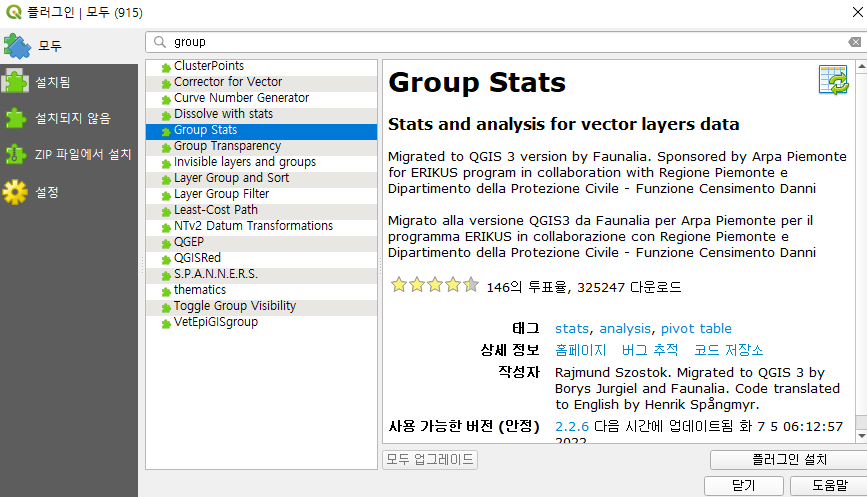 플러그인 | 모두 (915)
모두
설치됨
설치되지 않음
ZIP 파일에서 설치
설정
group
ClusterPoints
Corrector for Vector
Curve Number Generator
Dissolve with stats
Group Stats
Group Transparency
Invisible layers and groups
Layer Group and Sort
Layer Group Filter
Least-Cost Path
NTv2 Datum Transformations
QGEP
QGISRed
S.P.A.N.N.E.R.S.
thematics
Toggle Group Visibility
VetEpiGISgroup
Group Stats
Stats and analysis for vector layers data
Migrated to QGIS 3 version by Faunalia. Sponsored by Arpa Piemonte
for ERIKUS program in collaboration with Regione Piemonte e
Dipartimento della Protezione Civile - Funzione Censimento Danni
Migrato alla versione QGIS3 da Faunalia per Arpa Piemonte per il
programma ERIKUS in collaborazione con Regione Piemonte e
Dipartimento della Protezione Civile - Funzione Censimento Danni
146의 투표율, 325247 다운로드
태그 stats, analysis, pivot table
상세 정보 홈페이지 버그 추적 코드 저장소
작성자 Rajmund Szostok. Migrated to QGIS 3 by
Borys Jurgiel and Faunalia. Code translated
to English by Henrik Spångmyr.
사용 가능한 버전 (안정) 2.2.6 다음 시간에 업데이트됨 화 7 5 06:12:57
2022
모두 업그레이드
플러그인 설치
닫기
도움말